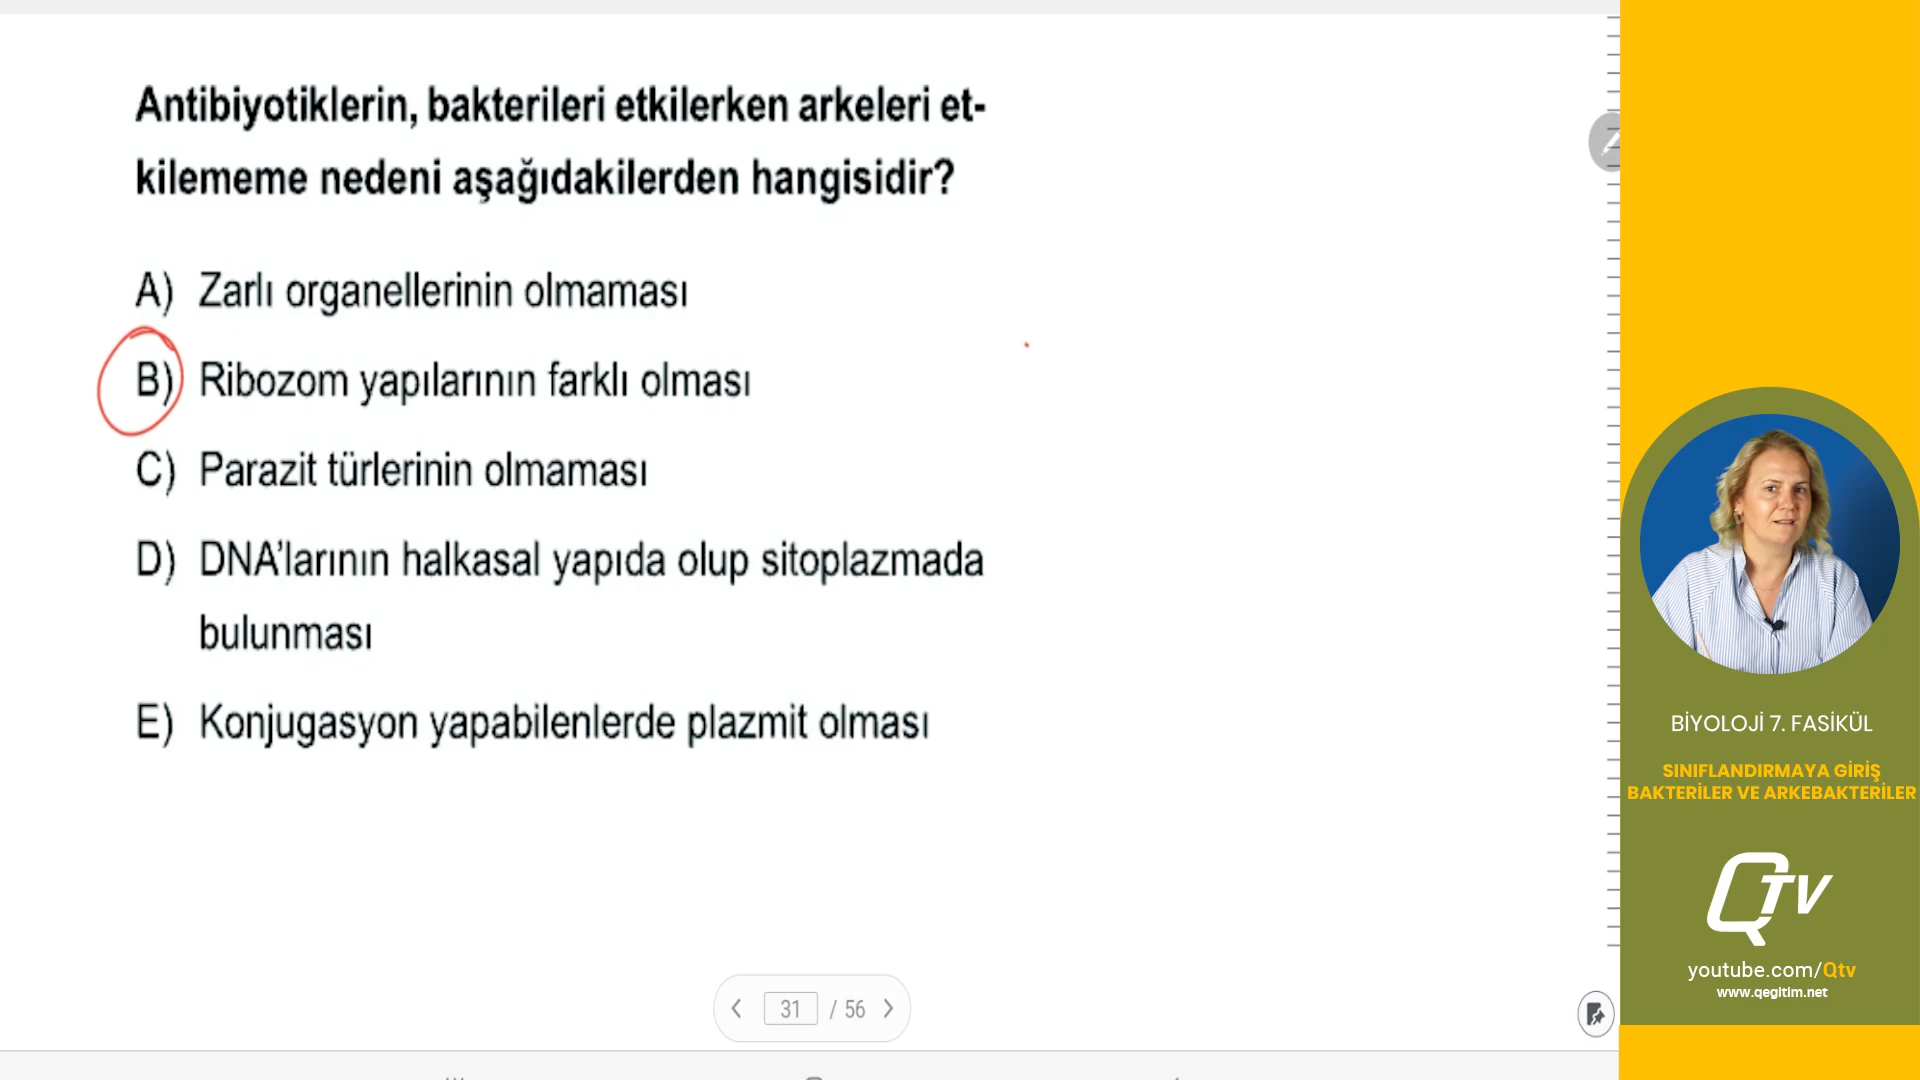 Antibiyotiklerin, bakterileri etkilerken arkeleri et-
kilememe nedeni aşağıdakilerden hangisidir?
A) Zarlı organellerinin olmaması
B) Ribozom yapılarının farklı olması
C) Parazit türlerinin olmaması
D) DNA’larının halkasal yapıda olup sitoplazmada
bulunması
E) Konjugasyon yapabilenlerde plazmit olması
31 / 56
BİYOLOJİ 7. FASİKÜL
SINIFLANDIRMAYA GİRİŞ
BAKTERİLER VE ARKEBAKTERİLER
QTV
youtube.com/Qtv
www.qegitim.net